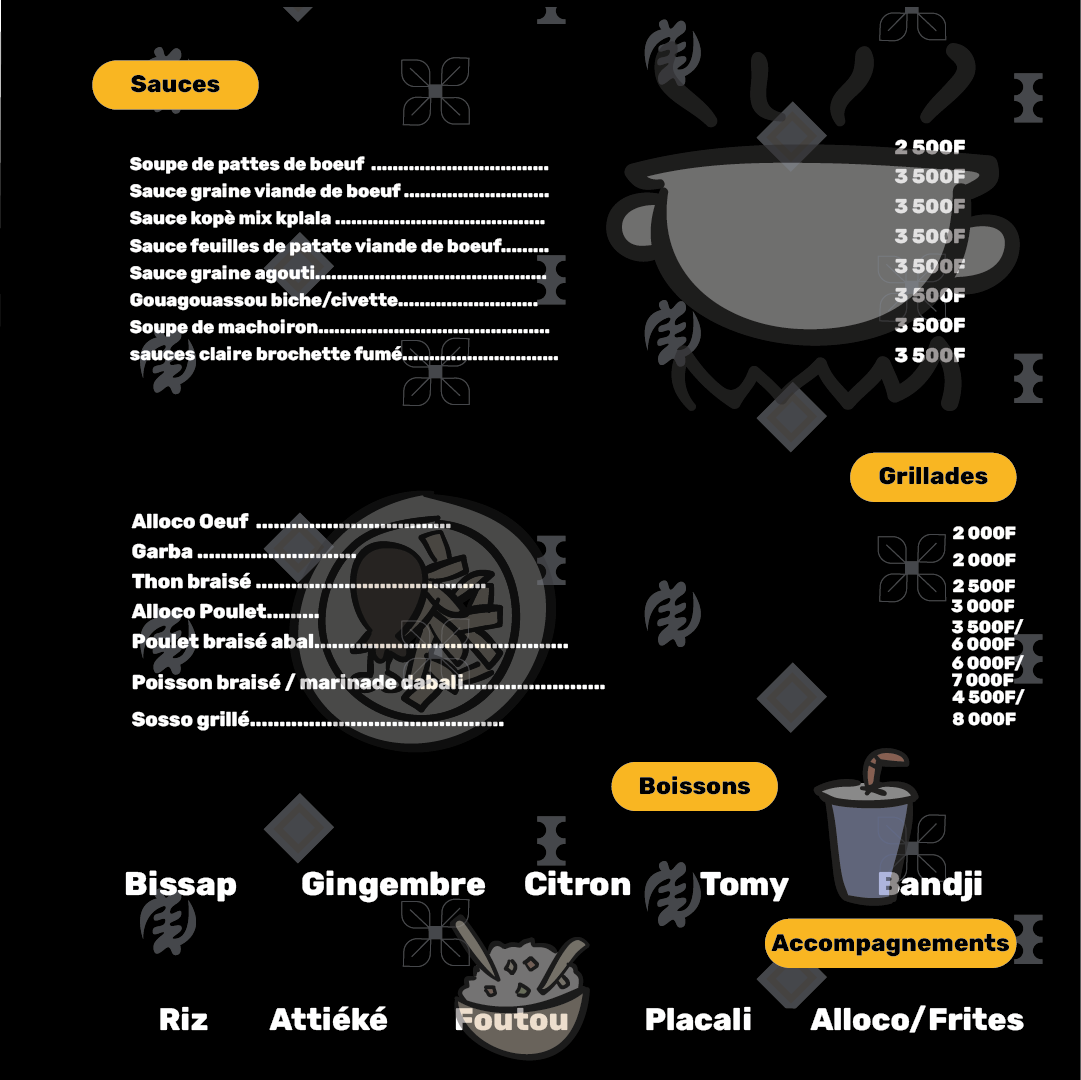 Sauces
Soupe de pattes de boeuf .............................. 2 500F
Sauce graine viande de boeuf ......................... 3 500F
Sauce kopè mix kplala .................................... 3 500F
Sauce feuilles de patate viande de boeuf......... 3 500F
Sauce graine agouti........................................ 3 500F
Gouagouassou biche/civette......................... 3 500F
Soupe de machoiron........................................ 3 500F
sauces claire brochette fumé........................... 3 500F
Grillades
Alloco Oeuf ................................. 2 000F
Garba ........................... 2 000F
Thon braisé ....................................... 2 500F
Alloco Poulet......... 3 000F
Poulet braisé abal........................................... 3 500F/
6 000F
Poisson braisé / marinade dabali........................ 6 000F/
7 000F
Sosso grillé........................................... 4 500F/
8 000F
Boissons
Bissap Gingembre Citron Tomy Bandji
Accompagnements
Riz Attiéké Foutou Placali Alloco/Frites